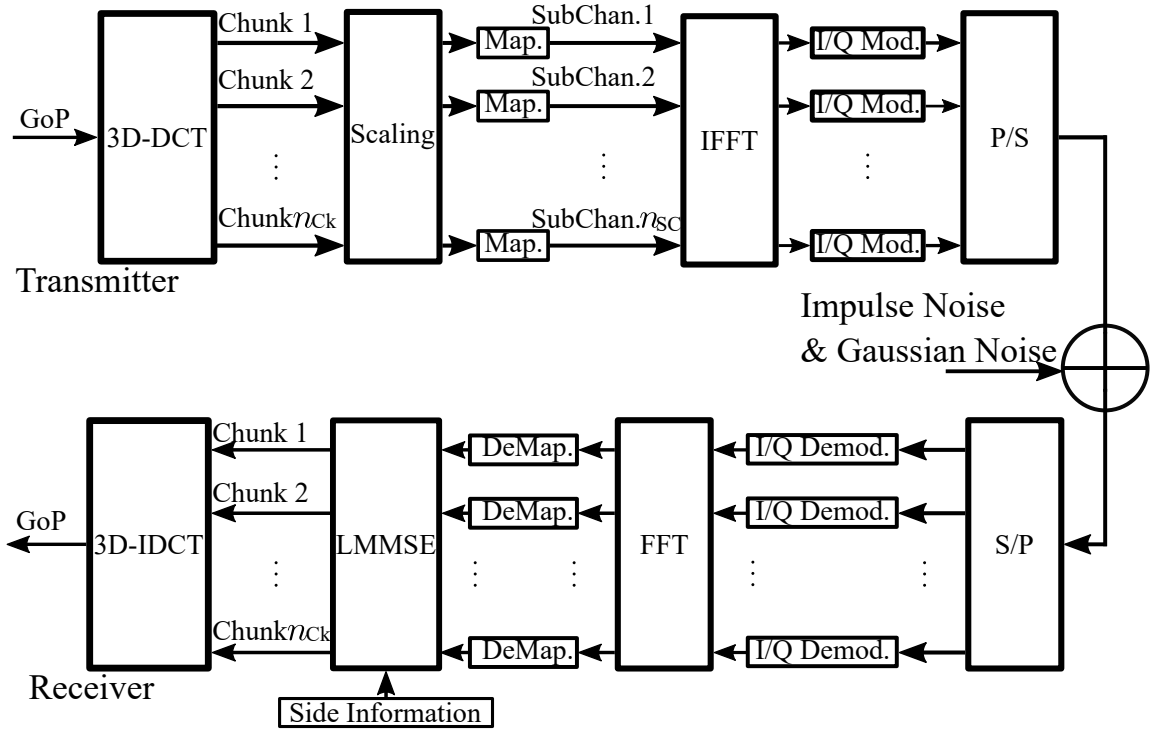 Chunk 1
SubChan.1
Map.
I/Q Mod.
Chunk 2
SubChan.2
Map.
I/Q Mod.
GoP
3D-DCT
Scaling
IFFT
P/S
Chunk nCk
SubChan.nSC
Map.
I/Q Mod.
Transmitter
Impulse Noise
& Gaussian Noise
Chunk 1
DeMap.
I/Q Demod.
Chunk 2
DeMap.
I/Q Demod.
GoP
3D-IDCT
LMMSE
FFT
S/P
Chunk nCk
DeMap.
I/Q Demod.
Receiver
Side Information